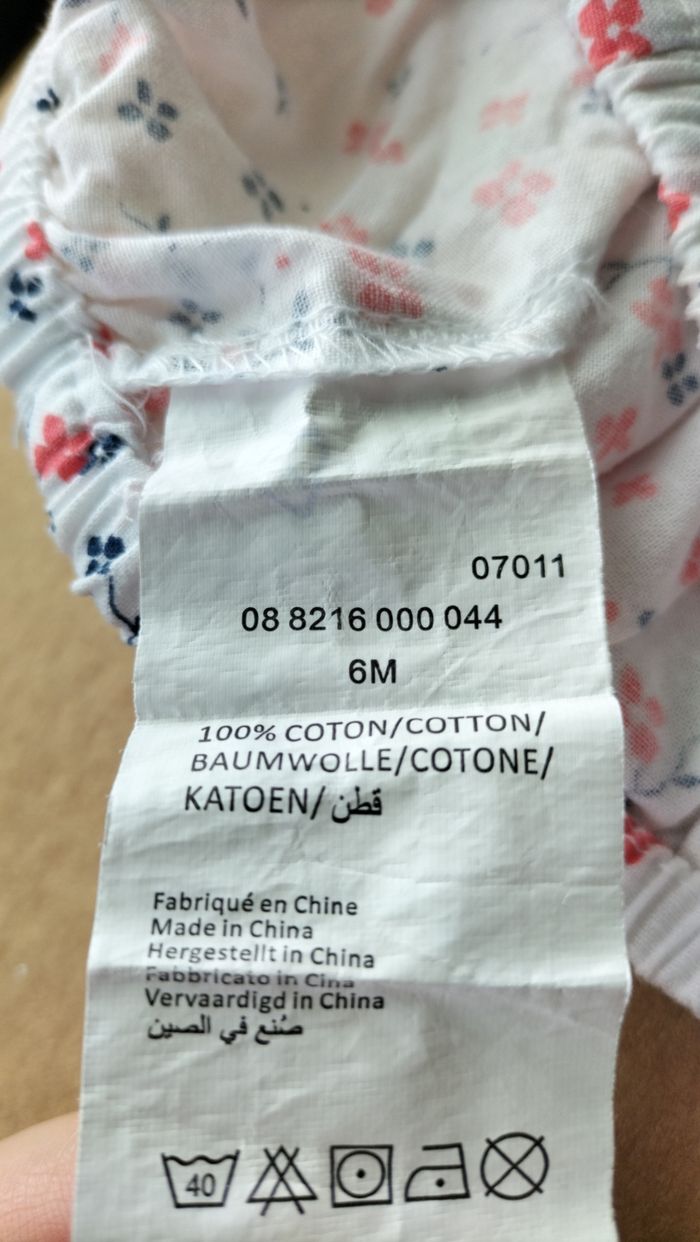 07011
08 8216 000 044
6M
100% COTON/COTTON/
BAUMWOLLE/COTONE/
KATOEN/قطن
Fabriqué en Chine
Made in China
Hergestellt in China
Fabbricato in Cina
Vervaardigd in China
صُنع في الصين
40